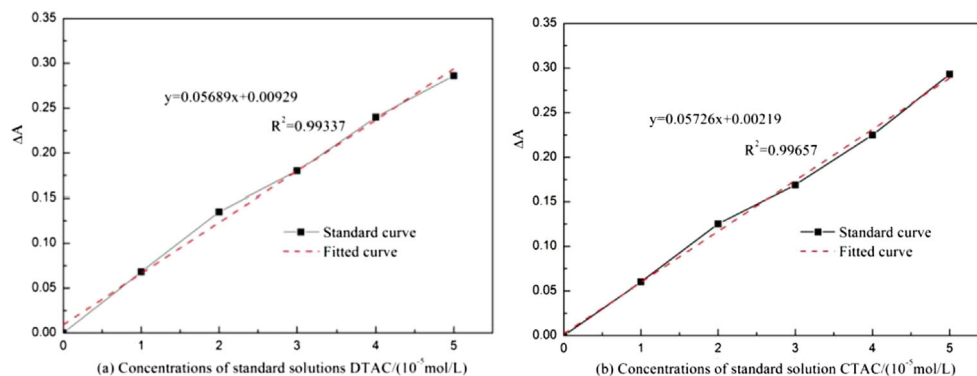 0.35
0.30
0.25
0.20
0.15
0.10
0.05
0.00
ΔA
y=0.05689x+0.00929
R²=0.99337
Standard curve
Fitted curve
0 1 2 3 4 5
(a) Concentrations of standard solutions DTAC/(10⁻⁵mol/L)
0.35
0.30
0.25
0.20
0.15
0.10
0.05
0.00
ΔA
y=0.05726x+0.00219
R²=0.99657
Standard curve
Fitted curve
0 1 2 3 4 5
(b) Concentrations of standard solution CTAC/(10⁻⁵mol/L)